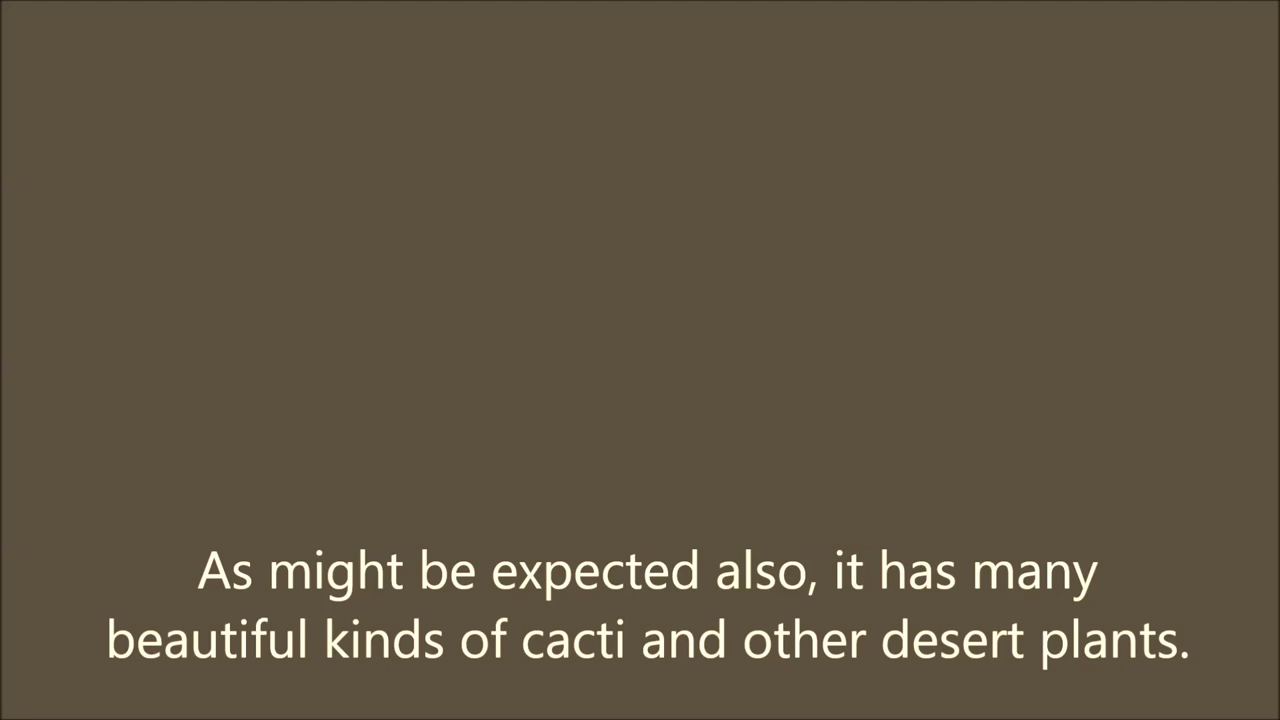 As might be expected also, it has many
beautiful kinds of cacti and other desert plants.